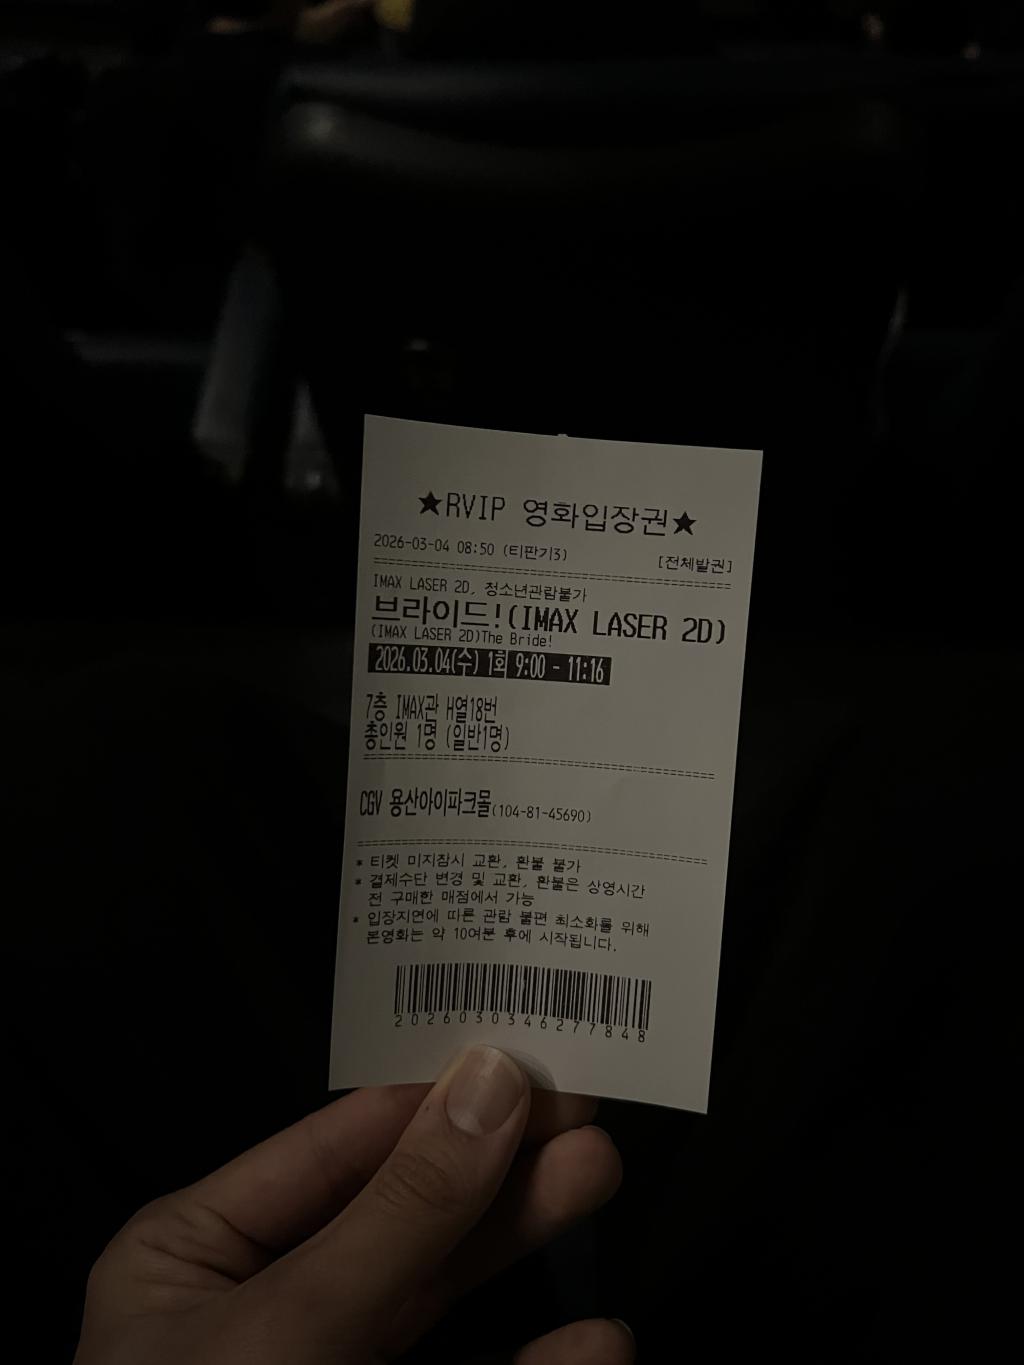 ★RVIP 영화입장권★
2026-03-04 08:50 (티판기3) [전체발권]
IMAX LASER 2D, 청소년관람불가
브라이드!(IMAX LASER 2D)
(IMAX LASER 2D)The Bride!
2026.03.04(수) 1회 9:00 - 11:16
7층 IMAX관 H열18번
총인원 1명 (일반1명)
CGV 용산아이파크몰(104-81-45690)
* 티켓 미지참시 교환, 환불 불가
* 결제수단 변경 및 교환, 환불은 상영시간
전 구매한 매점에서 가능
* 입장지연에 따른 관람 불편 최소화를 위해
본영화는 약 10여분 후에 시작됩니다.
2026030346277848